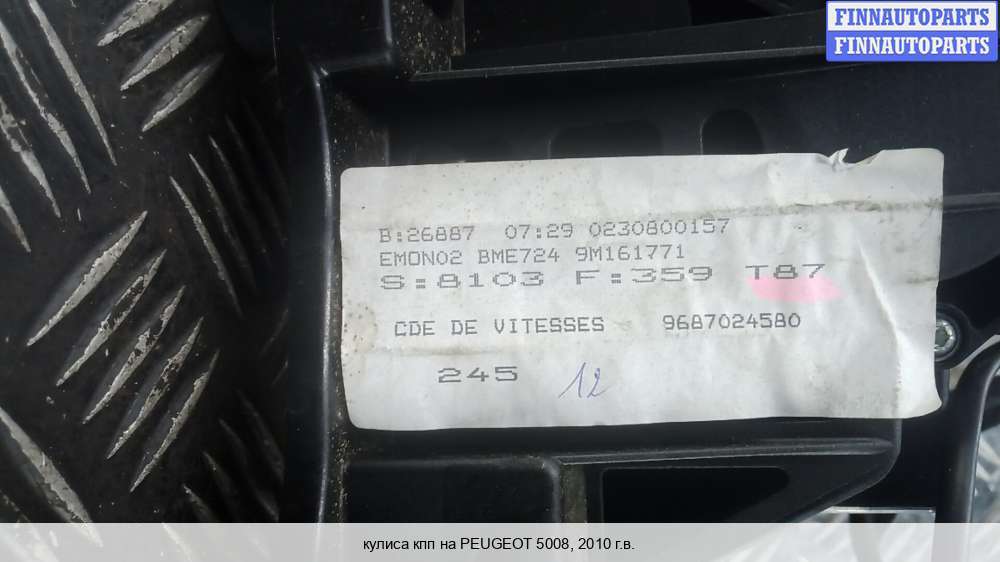 FINNAUTOPARTS
FINNAUTOPARTS
B:26887 07:29 0230800157
EMON02 BME724 9M161771
S:8103 F:359 T87
CDE DE VITESSES 9687024580
245 12
кулиса кпп на PEUGEOT 5008, 2010 г.в.